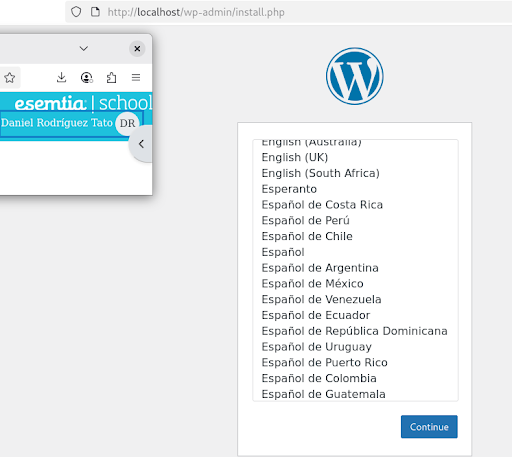 http://localhost/wp-admin/install.php
esemtia | school
Daniel Rodríguez Tato DR
English (Australia)
English (UK)
English (South Africa)
Esperanto
Español de Costa Rica
Español de Perú
Español de Chile
Español
Español de Argentina
Español de México
Español de Venezuela
Español de Ecuador
Español de República Dominicana
Español de Uruguay
Español de Puerto Rico
Español de Colombia
Español de Guatemala
Continue